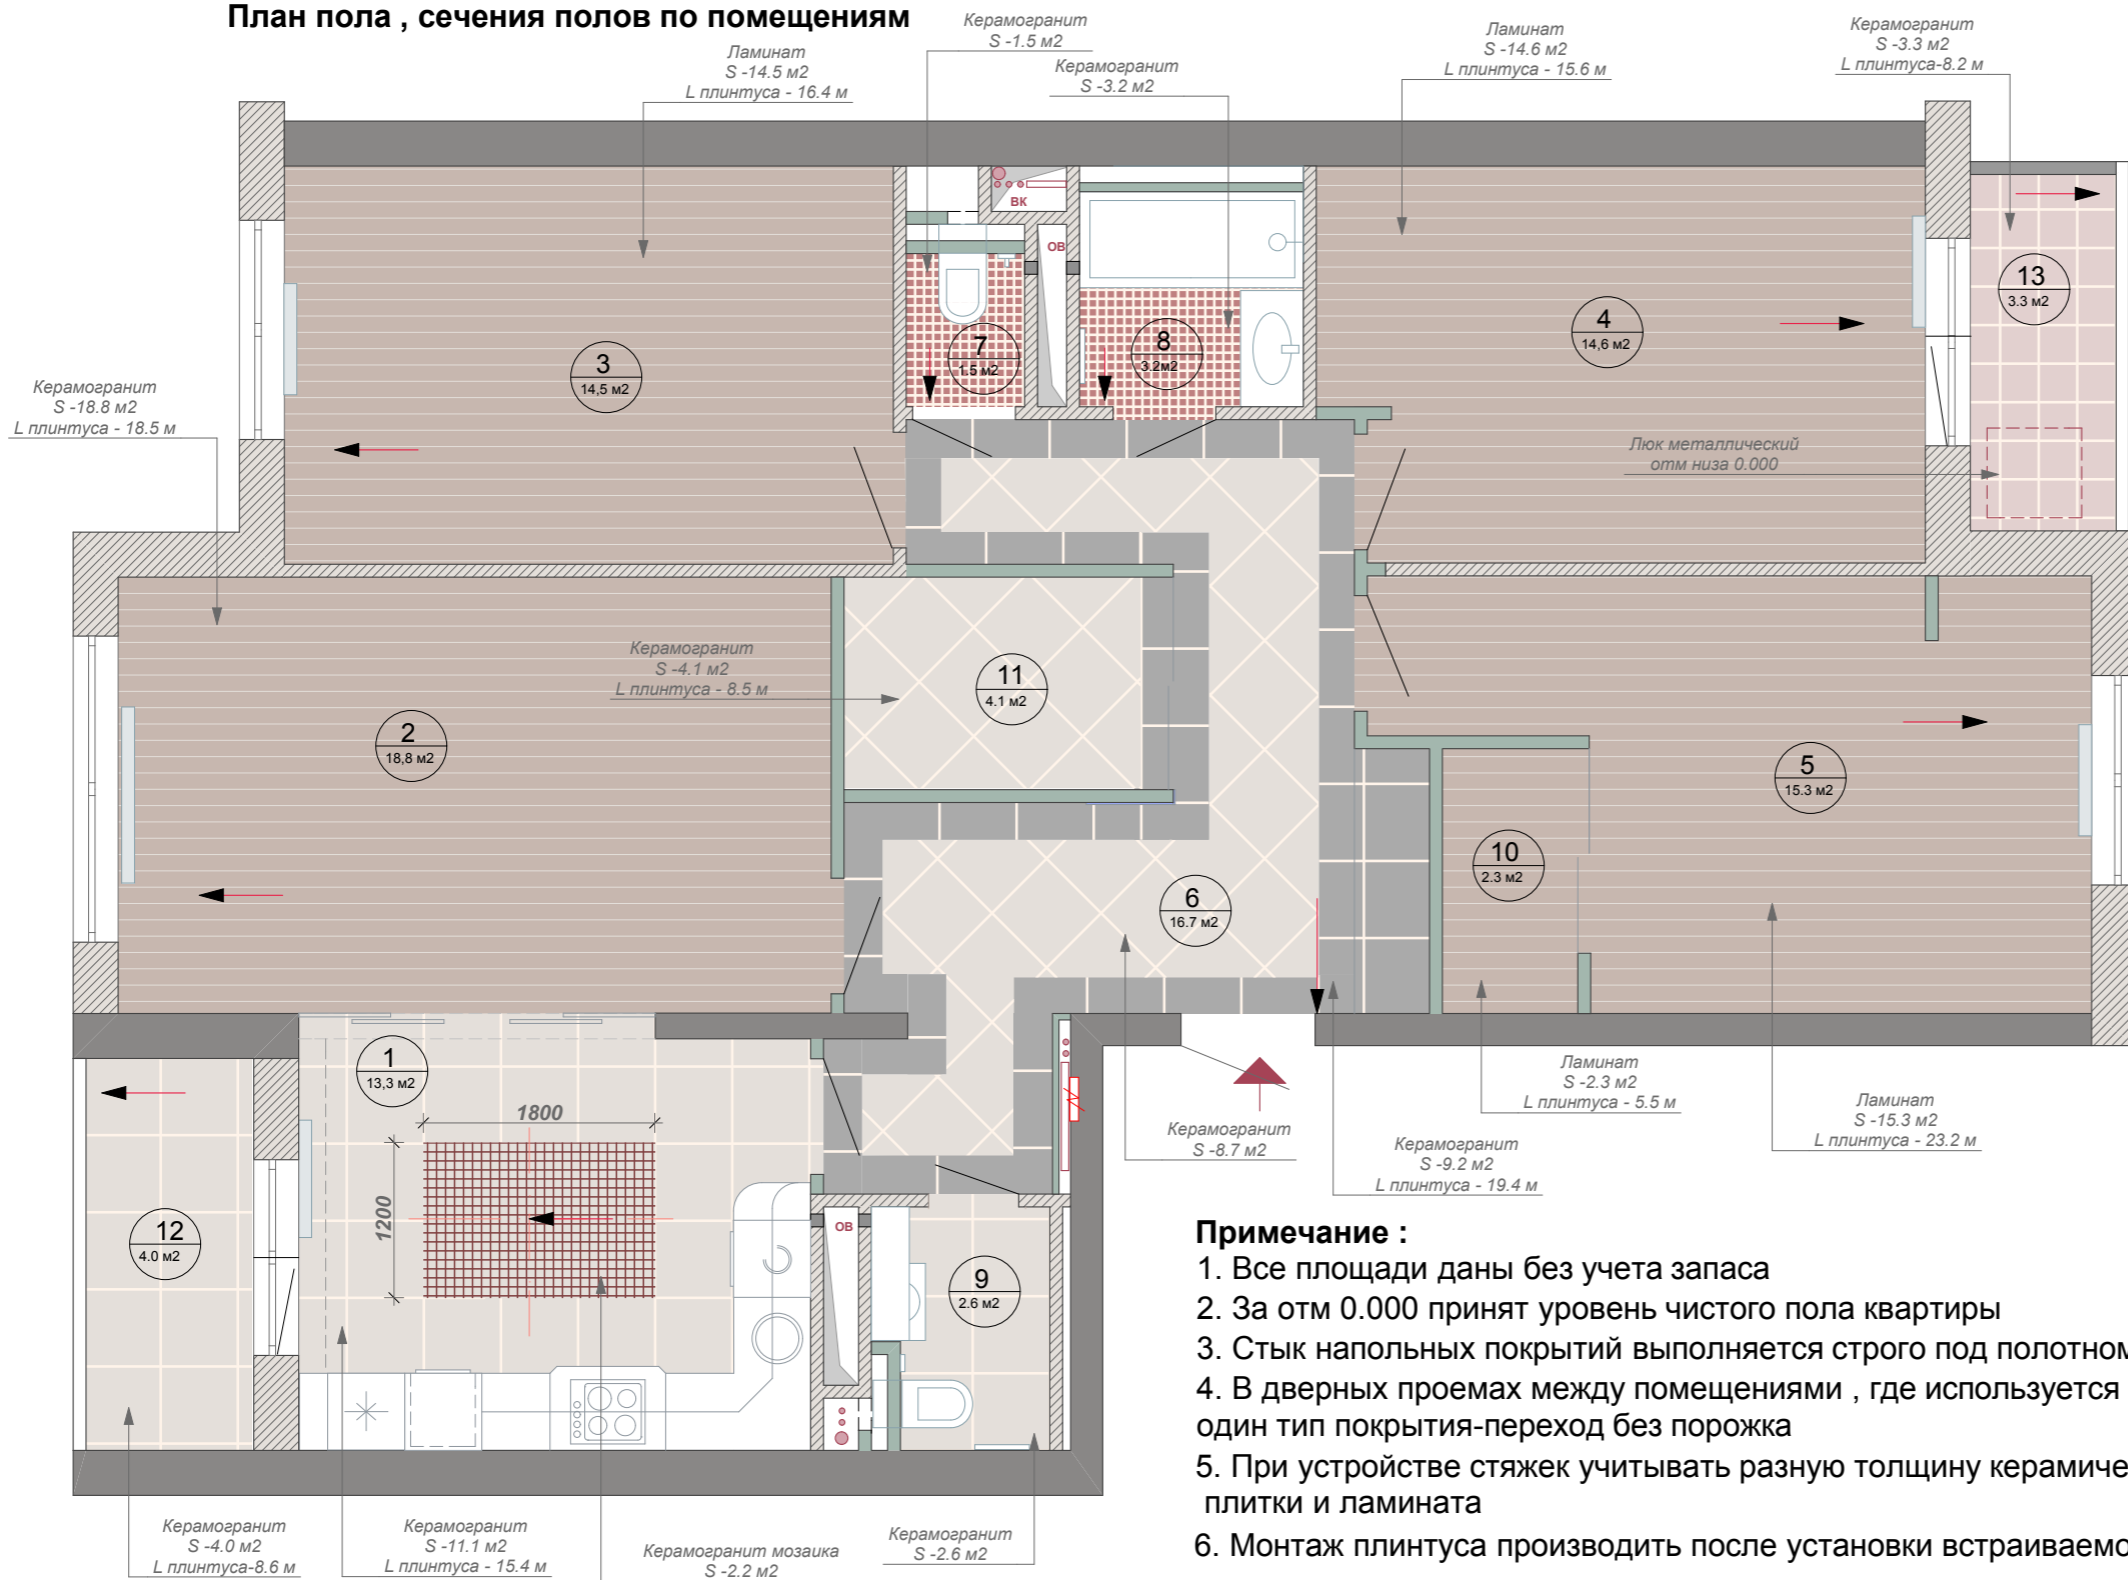 План пола , сечения полов по помещениям
Керамогранит
S -1.5 м2
Ламинат
S -14.5 м2
L плинтуса - 16.4 м
Керамогранит
S -3.2 м2
Ламинат
S -14.6 м2
L плинтуса - 15.6 м
Керамогранит
S -3.3 м2
L плинтуса-8.2 м
ВК
ОВ
13
3.3 м2
4
14,6 м2
7
1.5 м2
8
3.2м2
3
14,5 м2
Керамогранит
S -18.8 м2
L плинтуса - 18.5 м
Люк металлический
отм низа 0.000
Керамогранит
S -4.1 м2
L плинтуса - 8.5 м
11
4.1 м2
2
18,8 м2
5
15.3 м2
10
2.3 м2
6
16.7 м2
1
13,3 м2
1800
1200
12
4.0 м2
ОВ
9
2.6 м2
Керамогранит
S -8.7 м2
Ламинат
S -2.3 м2
L плинтуса - 5.5 м
Керамогранит
S -9.2 м2
L плинтуса - 19.4 м
Ламинат
S -15.3 м2
L плинтуса - 23.2 м
Примечание :
1. Все площади даны без учета запаса
2. За отм 0.000 принят уровень чистого пола квартиры
3. Стык напольных покрытий выполняется строго под полотном
4. В дверных проемах между помещениями , где используется
один тип покрытия-переход без порожка
5. При устройстве стяжек учитывать разную толщину керамиче
плитки и ламината
6. Монтаж плинтуса производить после установки встраиваемо
Керамогранит
S -4.0 м2
L плинтуса-8.6 м
Керамогранит
S -11.1 м2
L плинтуса - 15.4 м
Керамогранит мозаика
S -2.2 м2
Керамогранит
S -2.6 м2